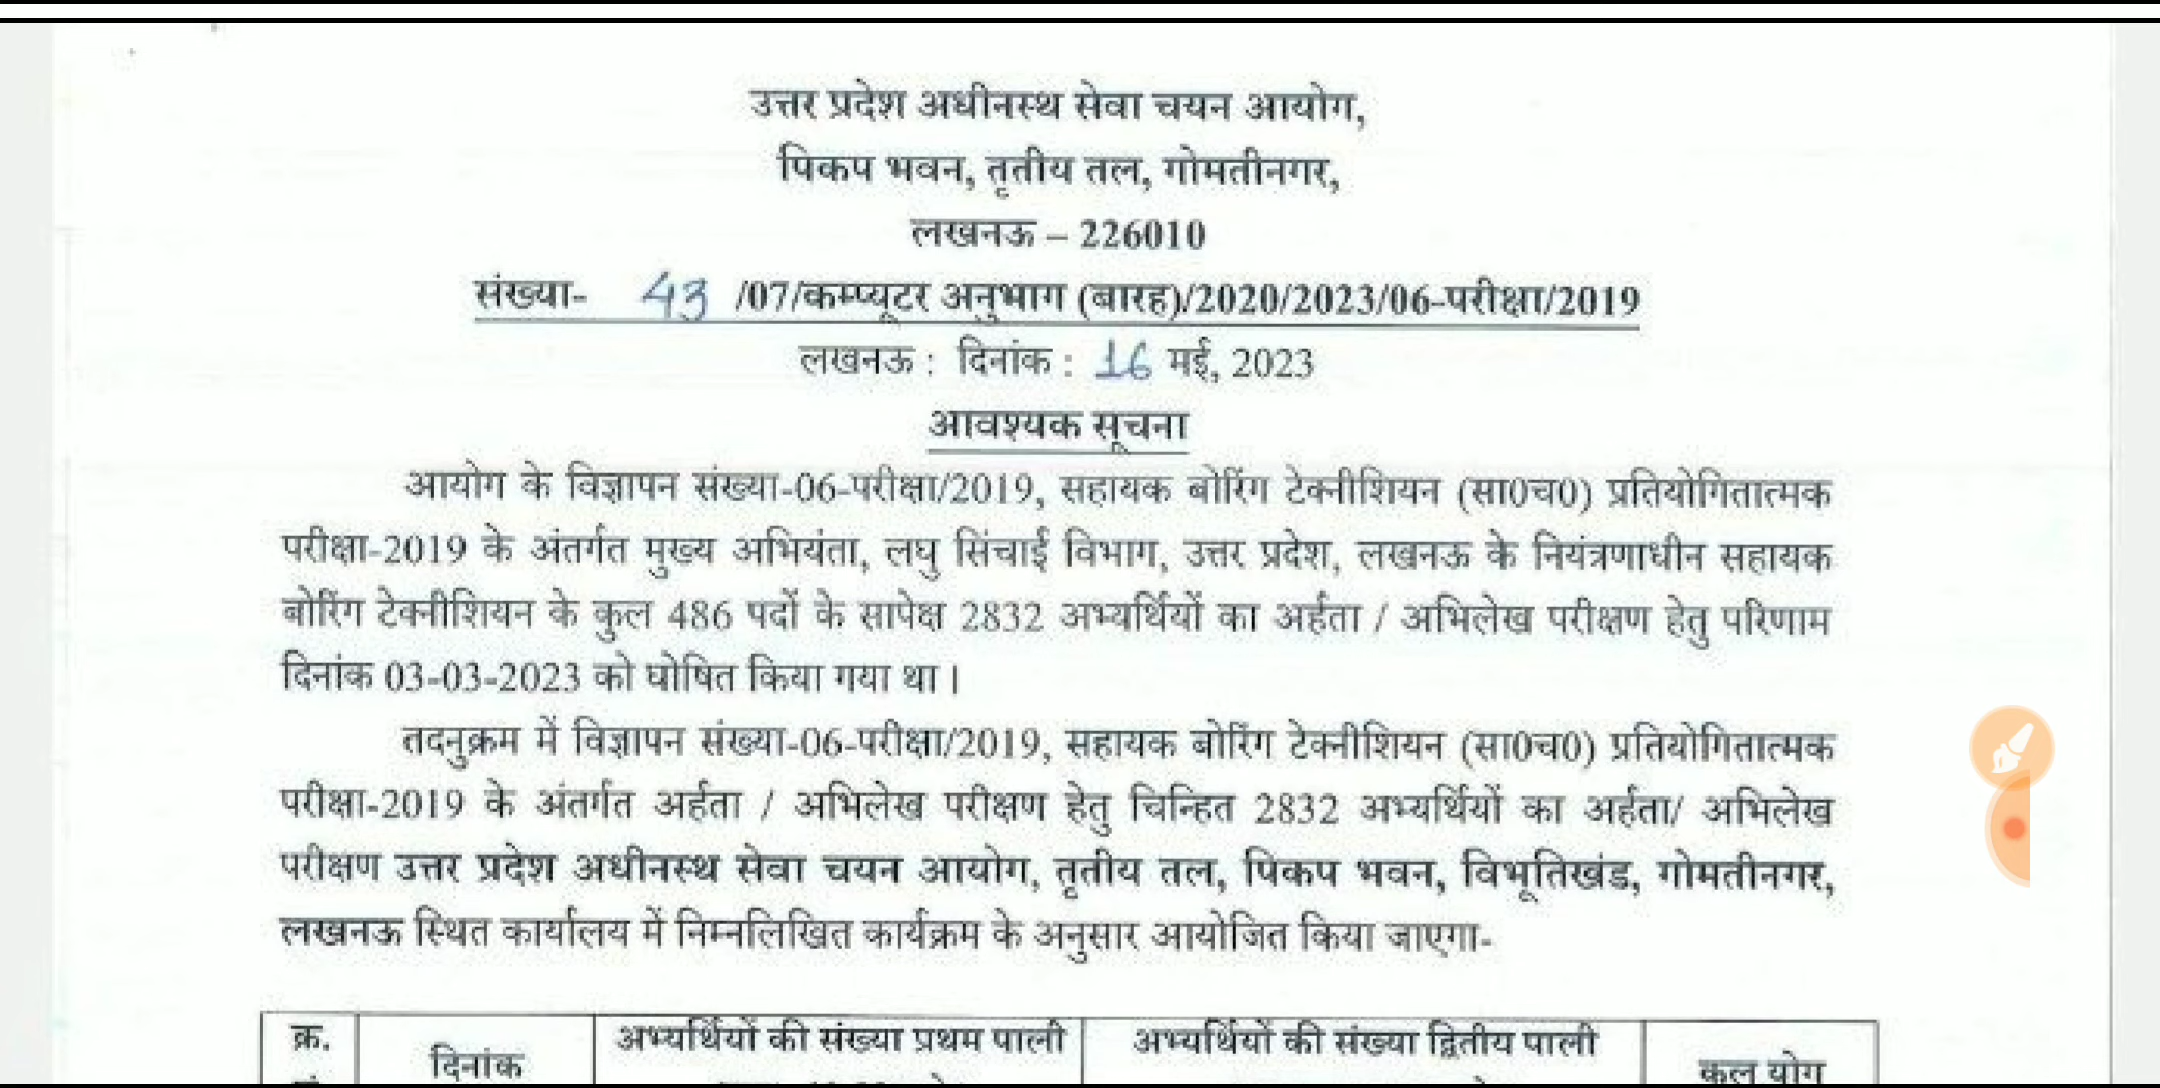 उत्तर प्रदेश अधीनस्थ सेवा चयन आयोग,
पिकप भवन, तृतीय तल, गोमतीनगर,
लखनऊ – 226010
संख्या- 43 /07/कम्प्यूटर अनुभाग (बारह)/2020/2023/06-परीक्षा/2019
लखनऊ : दिनांक : 16 मई, 2023
आवश्यक सूचना
आयोग के विज्ञापन संख्या-06-परीक्षा/2019, सहायक बोरिंग टेक्नीशियन (सा0च0) प्रतियोगितात्मक
परीक्षा-2019 के अंतर्गत मुख्य अभियंता, लघु सिंचाई विभाग, उत्तर प्रदेश, लखनऊ के नियंत्रणाधीन सहायक
बोरिंग टेक्नीशियन के कुल 486 पदों के सापेक्ष 2832 अभ्यर्थियों का अर्हता / अभिलेख परीक्षण हेतु परिणाम
दिनांक 03-03-2023 को घोषित किया गया था।
तदनुक्रम में विज्ञापन संख्या-06-परीक्षा/2019, सहायक बोरिंग टेक्नीशियन (सा0च0) प्रतियोगितात्मक
परीक्षा-2019 के अंतर्गत अर्हता / अभिलेख परीक्षण हेतु चिन्हित 2832 अभ्यर्थियों का अर्हता/ अभिलेख
परीक्षण उत्तर प्रदेश अधीनस्थ सेवा चयन आयोग, तृतीय तल, पिकप भवन, विभूतिखंड, गोमतीनगर,
लखनऊ स्थित कार्यालय में निम्नलिखित कार्यक्रम के अनुसार आयोजित किया जाएगा-
क्र. दिनांक अभ्यर्थियों की संख्या प्रथम पाली अभ्यर्थियों की संख्या द्वितीय पाली कुल योग